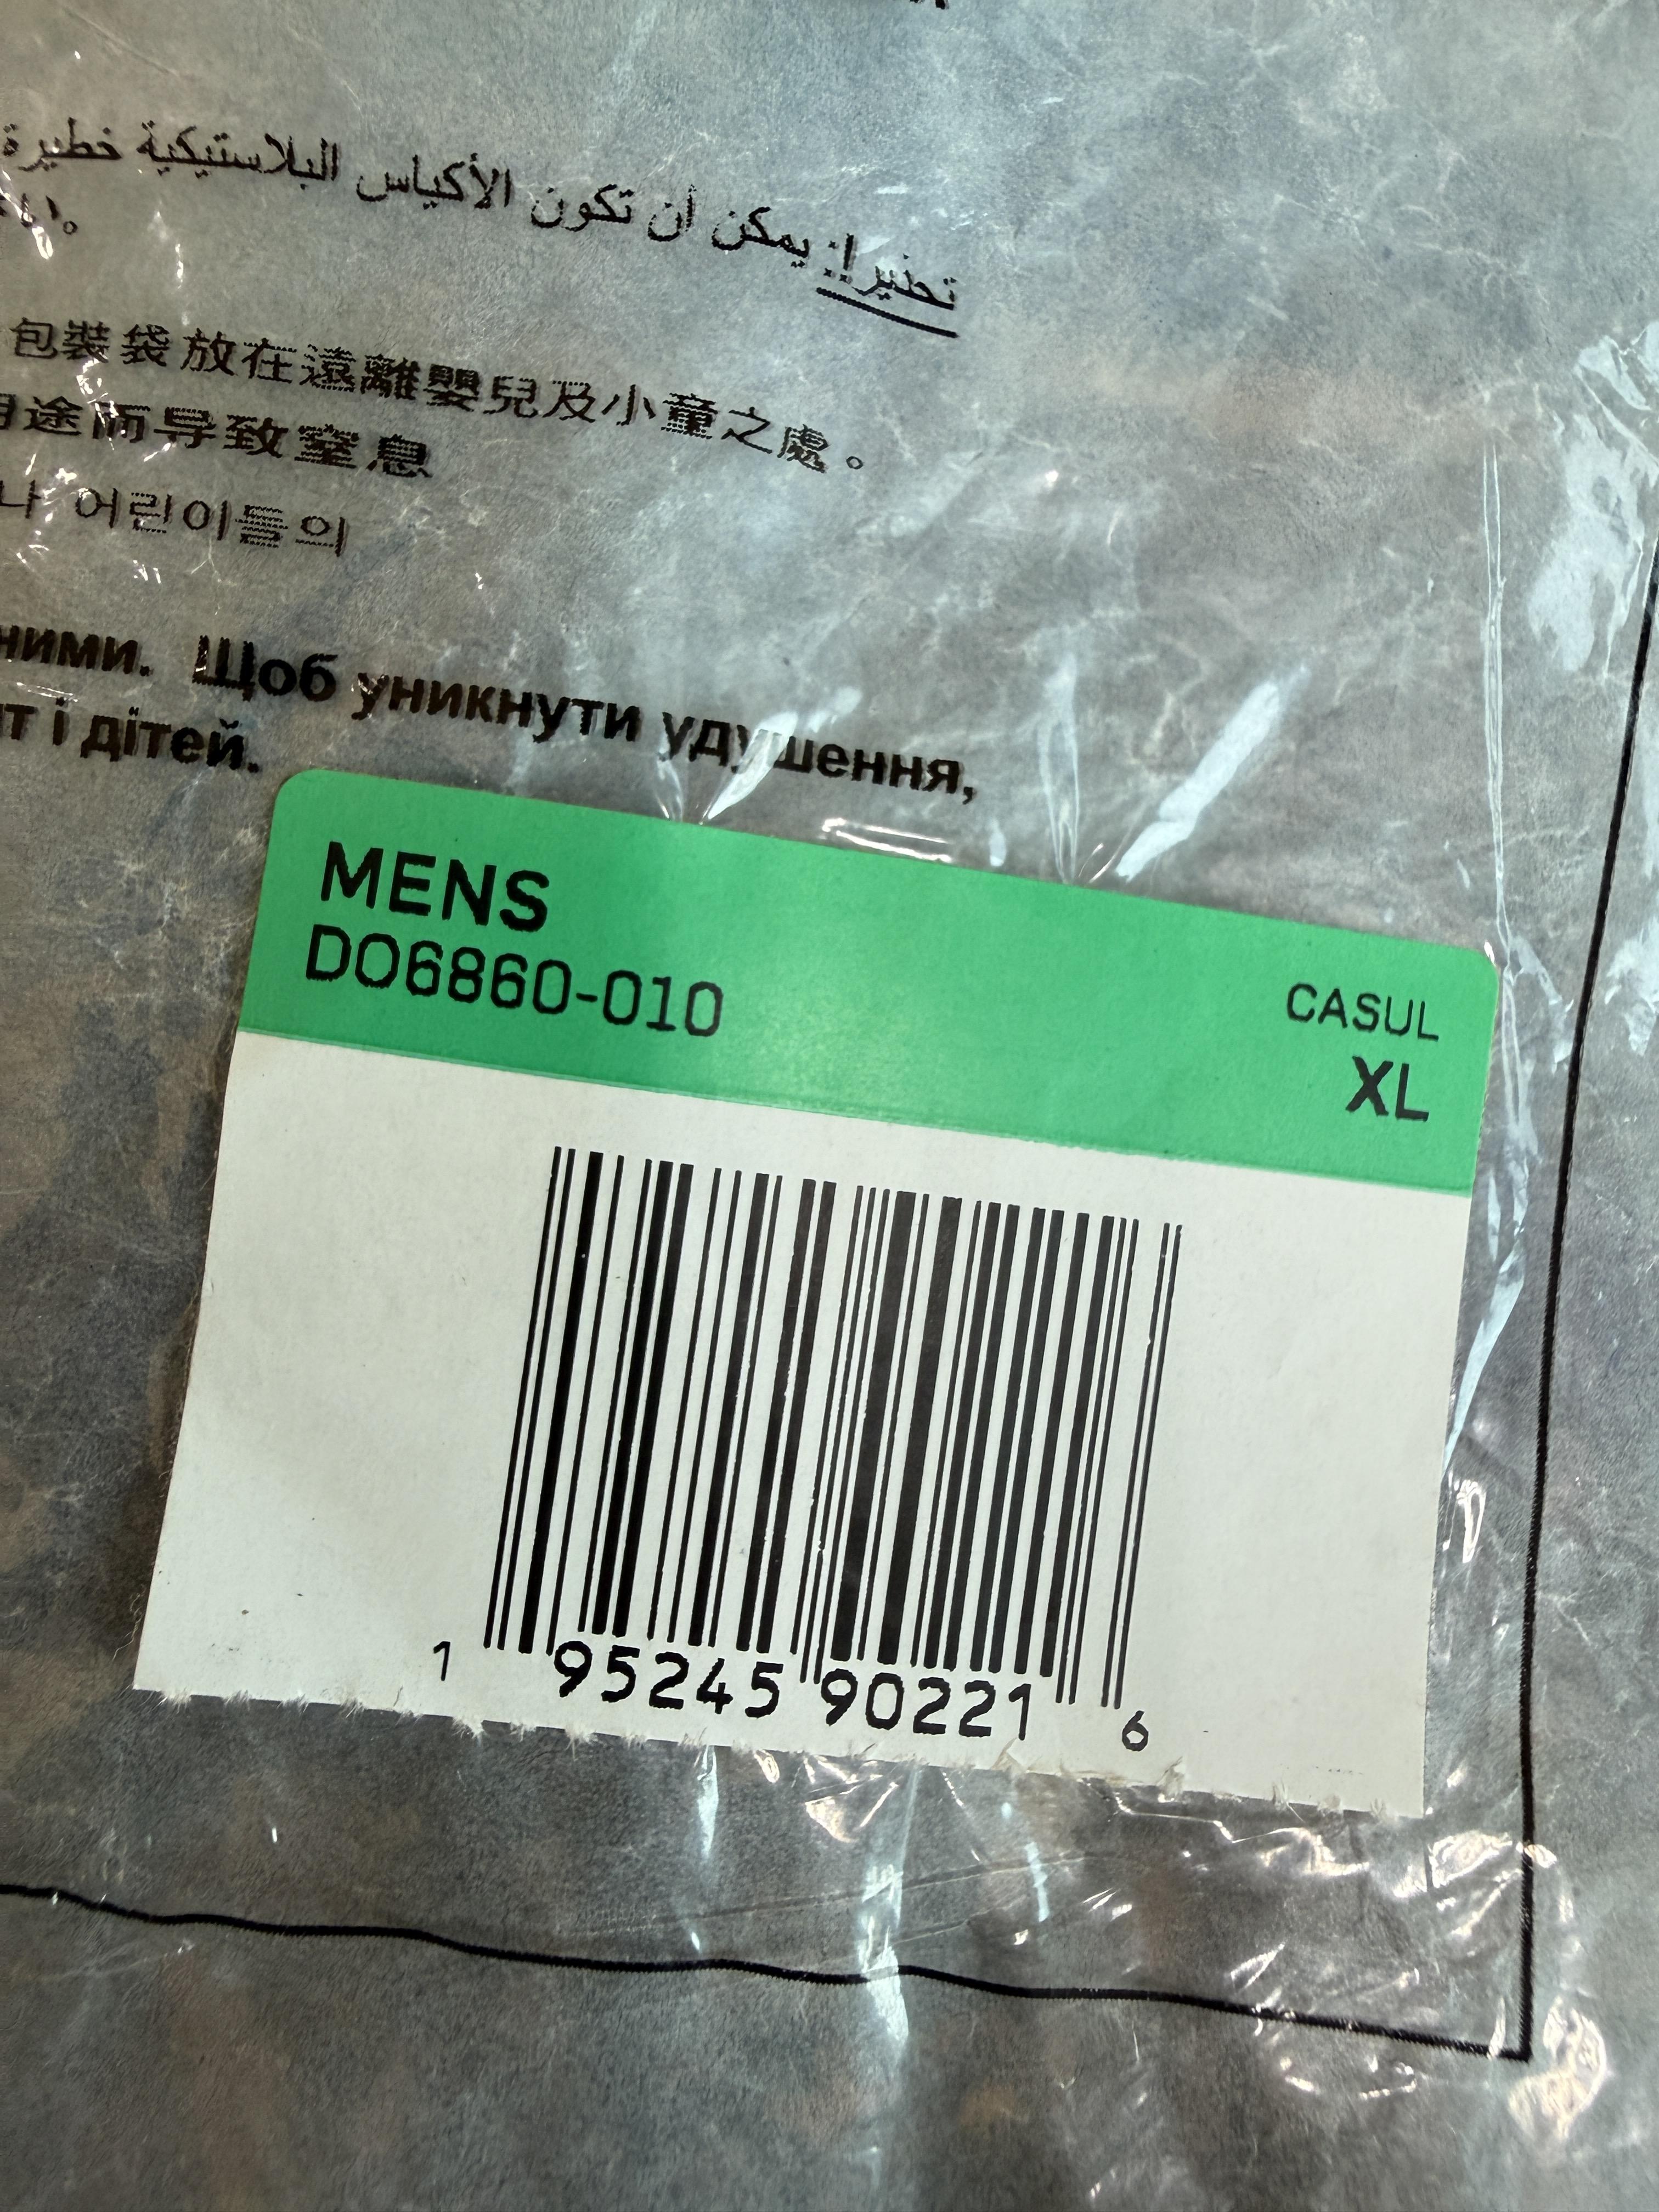 تحذير!: يمكن أن تكون الأكياس البلاستيكية خطيرة
包裝袋放在遠離嬰兒及小童之處。
途而导致窒息
어린이들의
ними. Щоб уникнути удушення,
і дітей.
MENS
DO6860-010
CASUL
XL
1 95245 90221 6